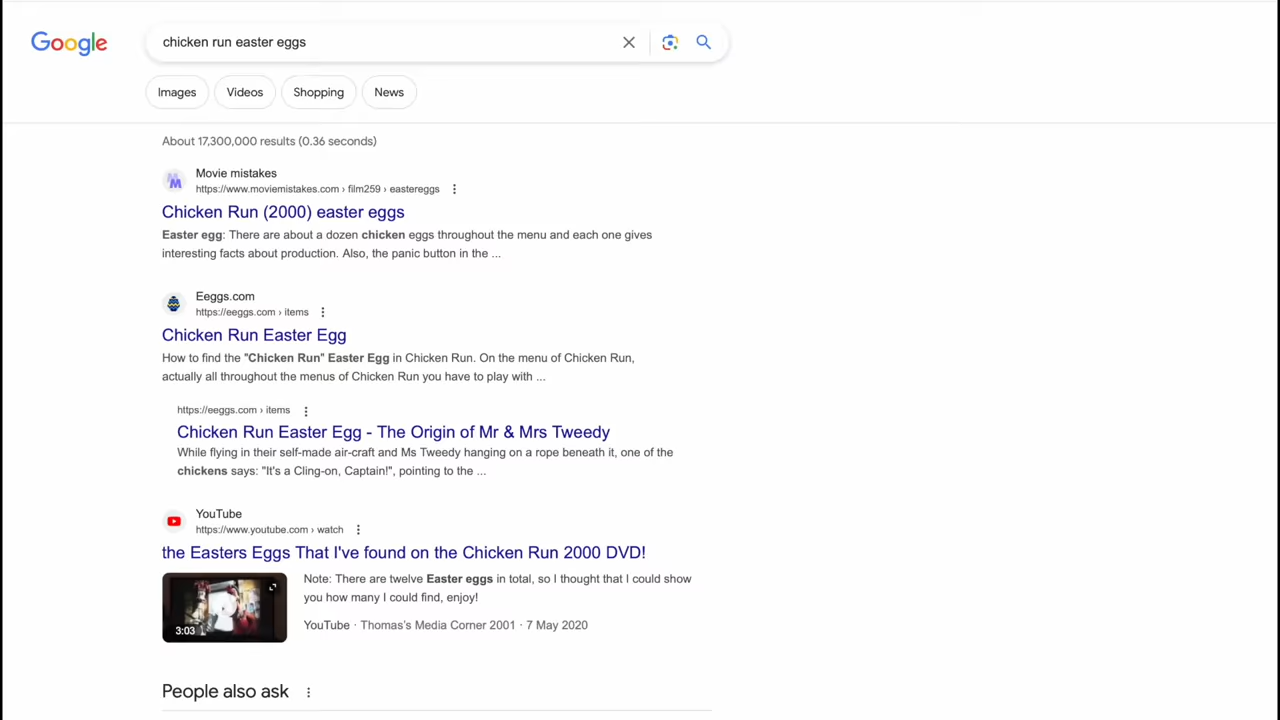 Google
chicken run easter eggs
Images Videos Shopping News
About 17,300,000 results (0.36 seconds)
Movie mistakes
https://www.moviemistakes.com › film259 › eastereggs
Chicken Run (2000) easter eggs
Easter egg: There are about a dozen chicken eggs throughout the menu and each one gives
interesting facts about production. Also, the panic button in the ...
Eeggs.com
https://eeggs.com › items
Chicken Run Easter Egg
How to find the "Chicken Run" Easter Egg in Chicken Run. On the menu of Chicken Run,
actually all throughout the menus of Chicken Run you have to play with ...
https://eeggs.com › items
Chicken Run Easter Egg - The Origin of Mr & Mrs Tweedy
While flying in their self-made air-craft and Ms Tweedy hanging on a rope beneath it, one of the
chickens says: "It's a Cling-on, Captain!", pointing to the ...
YouTube
https://www.youtube.com › watch
the Easters Eggs That I've found on the Chicken Run 2000 DVD!
Note: There are twelve Easter eggs in total, so I thought that I could show
you how many I could find, enjoy!
3:03
YouTube · Thomas's Media Corner 2001 · 7 May 2020
People also ask